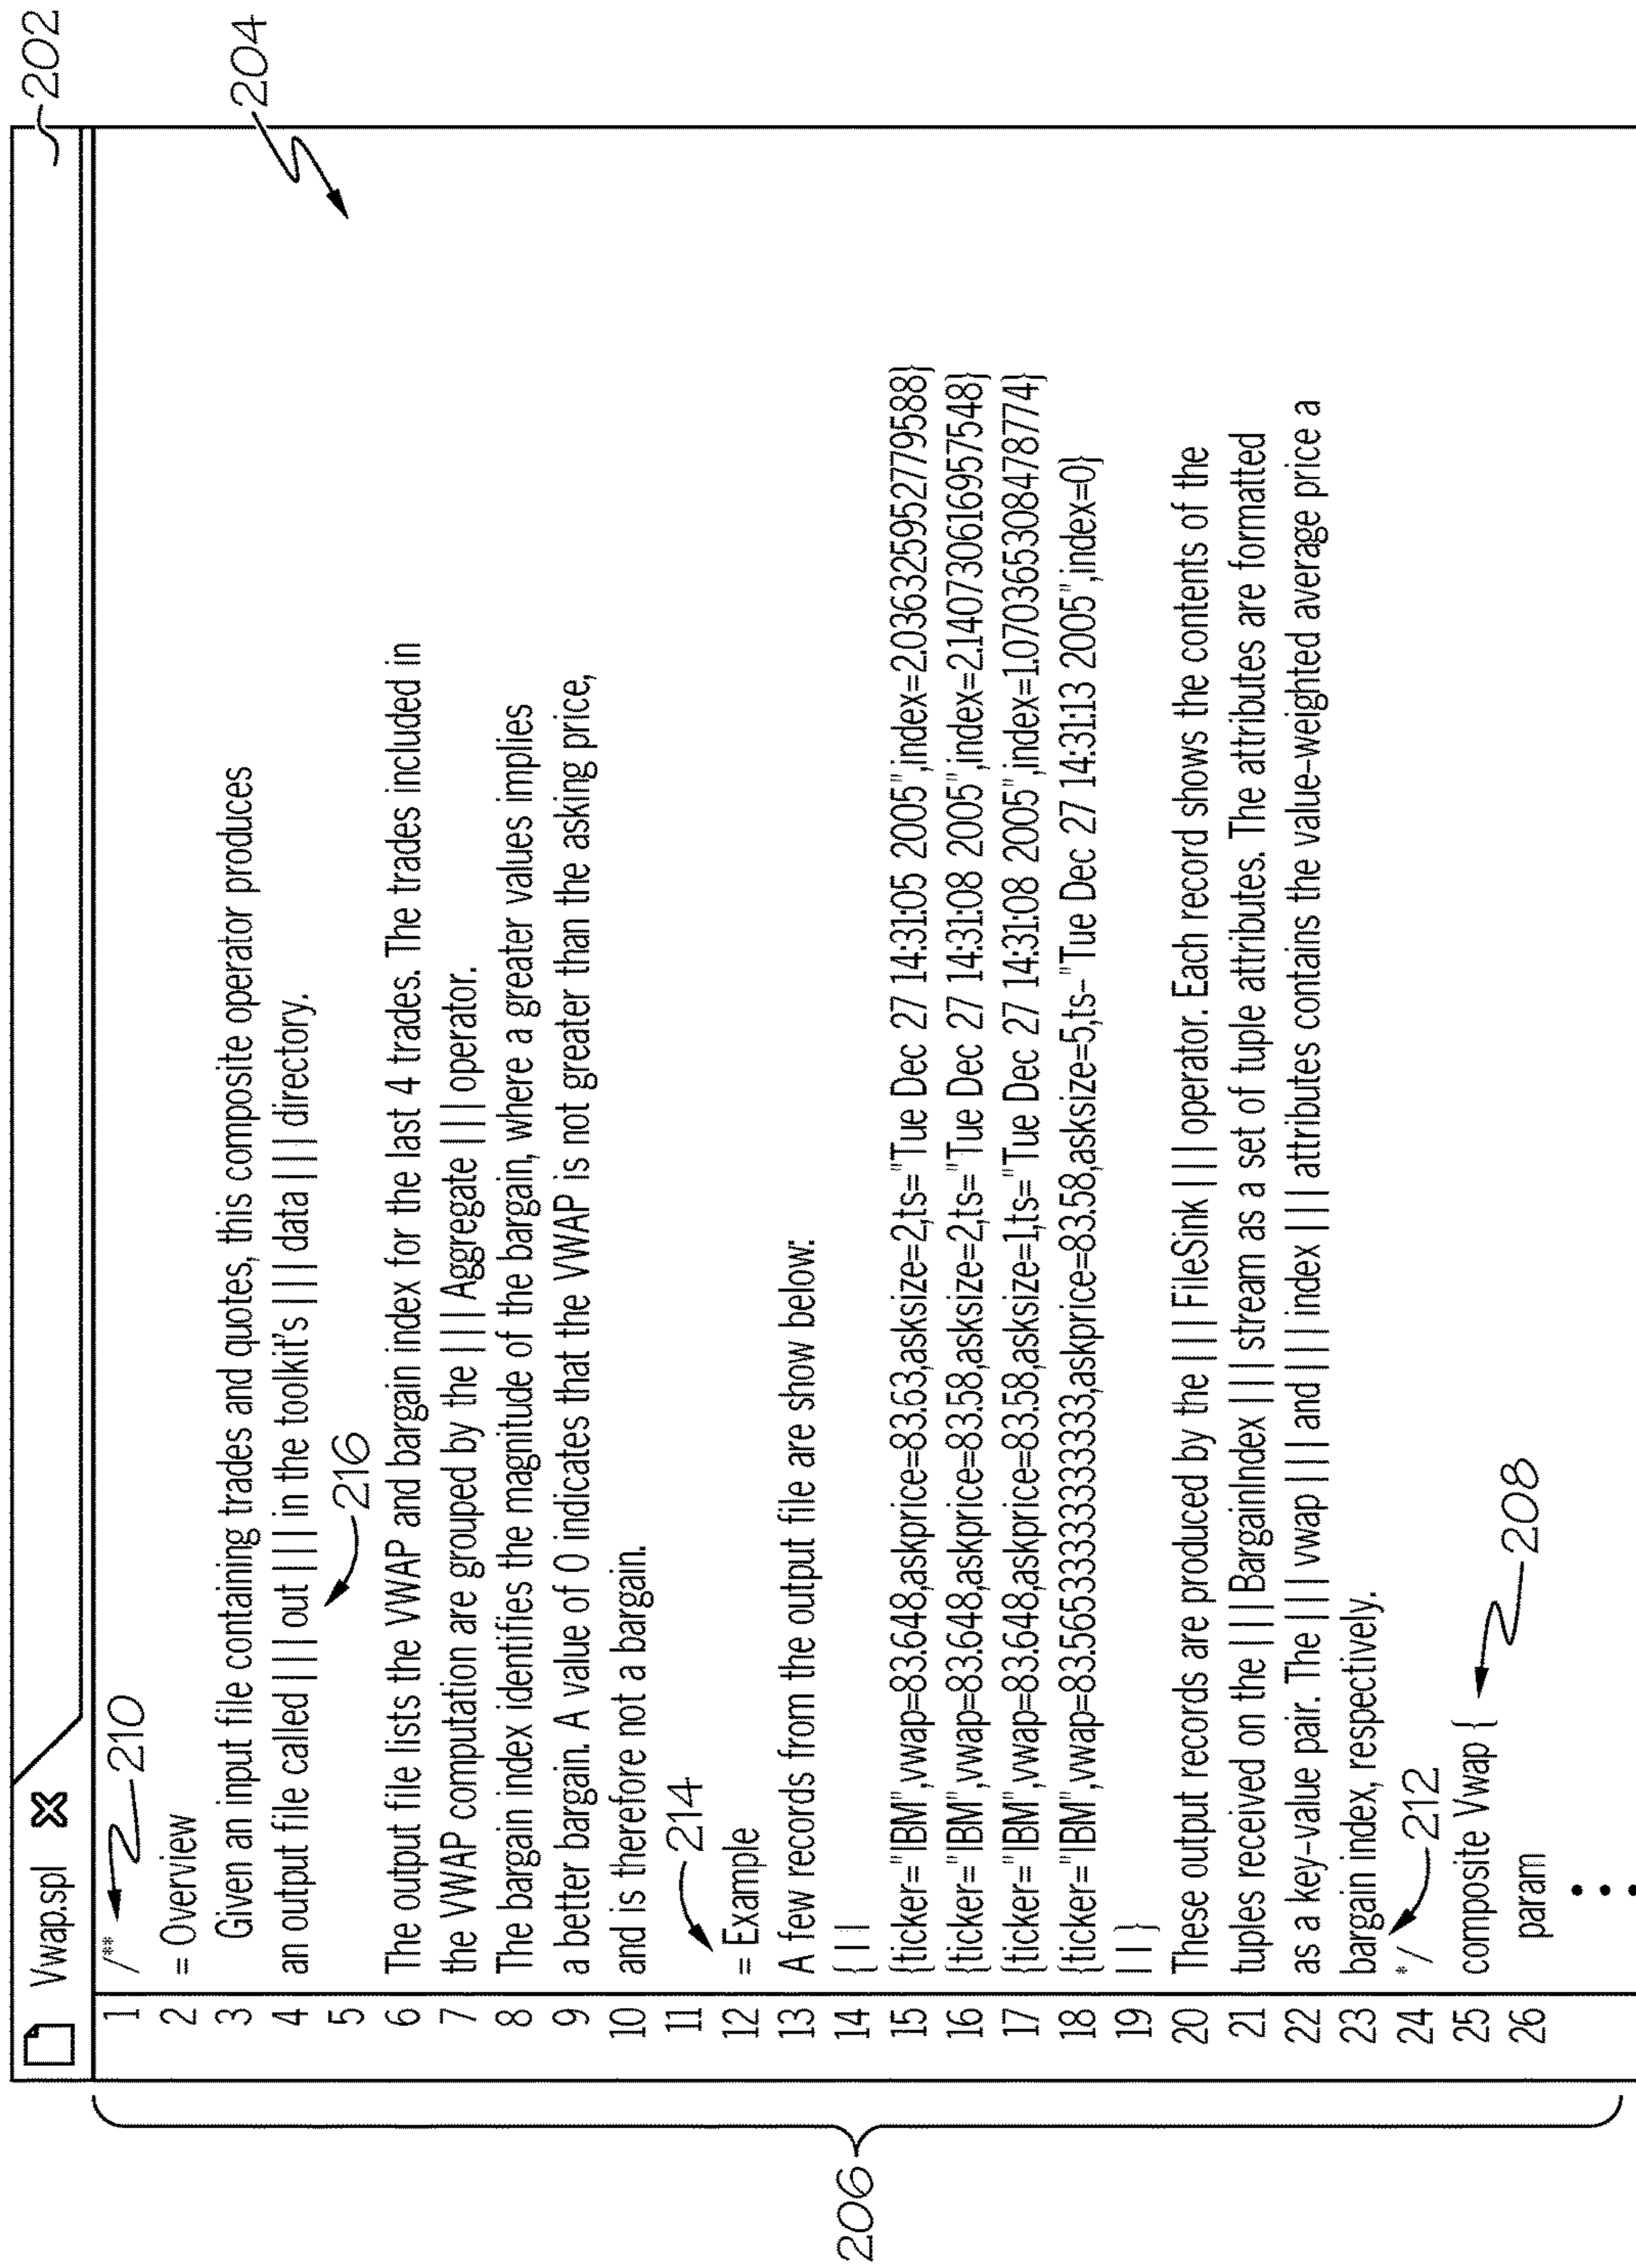 Vwap.spl
202
204
206
1 /** 210
2 = Overview
3 Given an input file containing trades and quotes, this composite operator produces
4 an output file called ||| out ||| in the toolkit's ||| data ||| directory.
5 216
6 The output file lists the VWAP and bargain index for the last 4 trades. The trades included in
7 the VWAP computation are grouped by the ||| Aggregate ||| operator.
8 The bargain index identifies the magnitude of the bargain, where a greater values implies
9 a better bargain. A value of 0 indicates that the VWAP is not greater than the asking price,
10 and is therefore not a bargain.
11 214
12 = Example
13 A few records from the output file are show below:
14 {|||
15 {ticker="IBM",vwap=83.648,askprice=83.63,asksize=2,ts="Tue Dec 27 14:31:05 2005",index=2.03632595277​9588}
16 {ticker="IBM",vwap=83.648,askprice=83.58,asksize=2,ts="Tue Dec 27 14:31:08 2005",index=2.14073061695​7548}
17 {ticker="IBM",vwap=83.648,askprice=83.58,asksize=1,ts="Tue Dec 27 14:31:08 2005",index=1.07036530847​8774}
18 {ticker="IBM",vwap=83.5653333333333,askprice=83.58,asksize=5,ts-"Tue Dec 27 14:31:13 2005",index=0}
19 |||}
20 These output records are produced by the ||| FileSink ||| operator. Each record shows the contents of the
21 tuples received on the |||BargainIndex ||| stream as a set of tuple attributes. The attributes are formatted
22 as a key-value pair. The ||| vwap ||| and ||| index ||| attributes contains the value-weighted average price a
23 bargain index, respectively.
24 */ 212
25 composite Vwap { 208
26 param